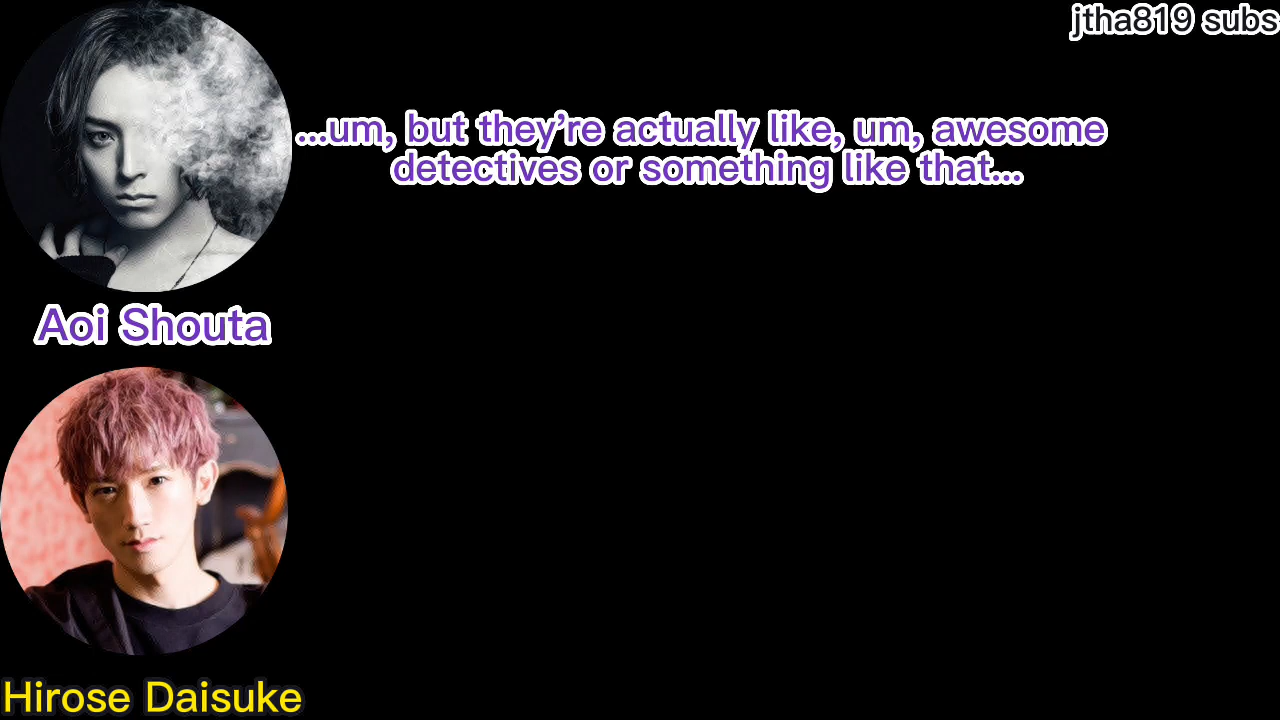 jtha819 subs
...um, but they're actually like, um, awesome
detectives or something like that...
Aoi Shouta
Hirose Daisuke